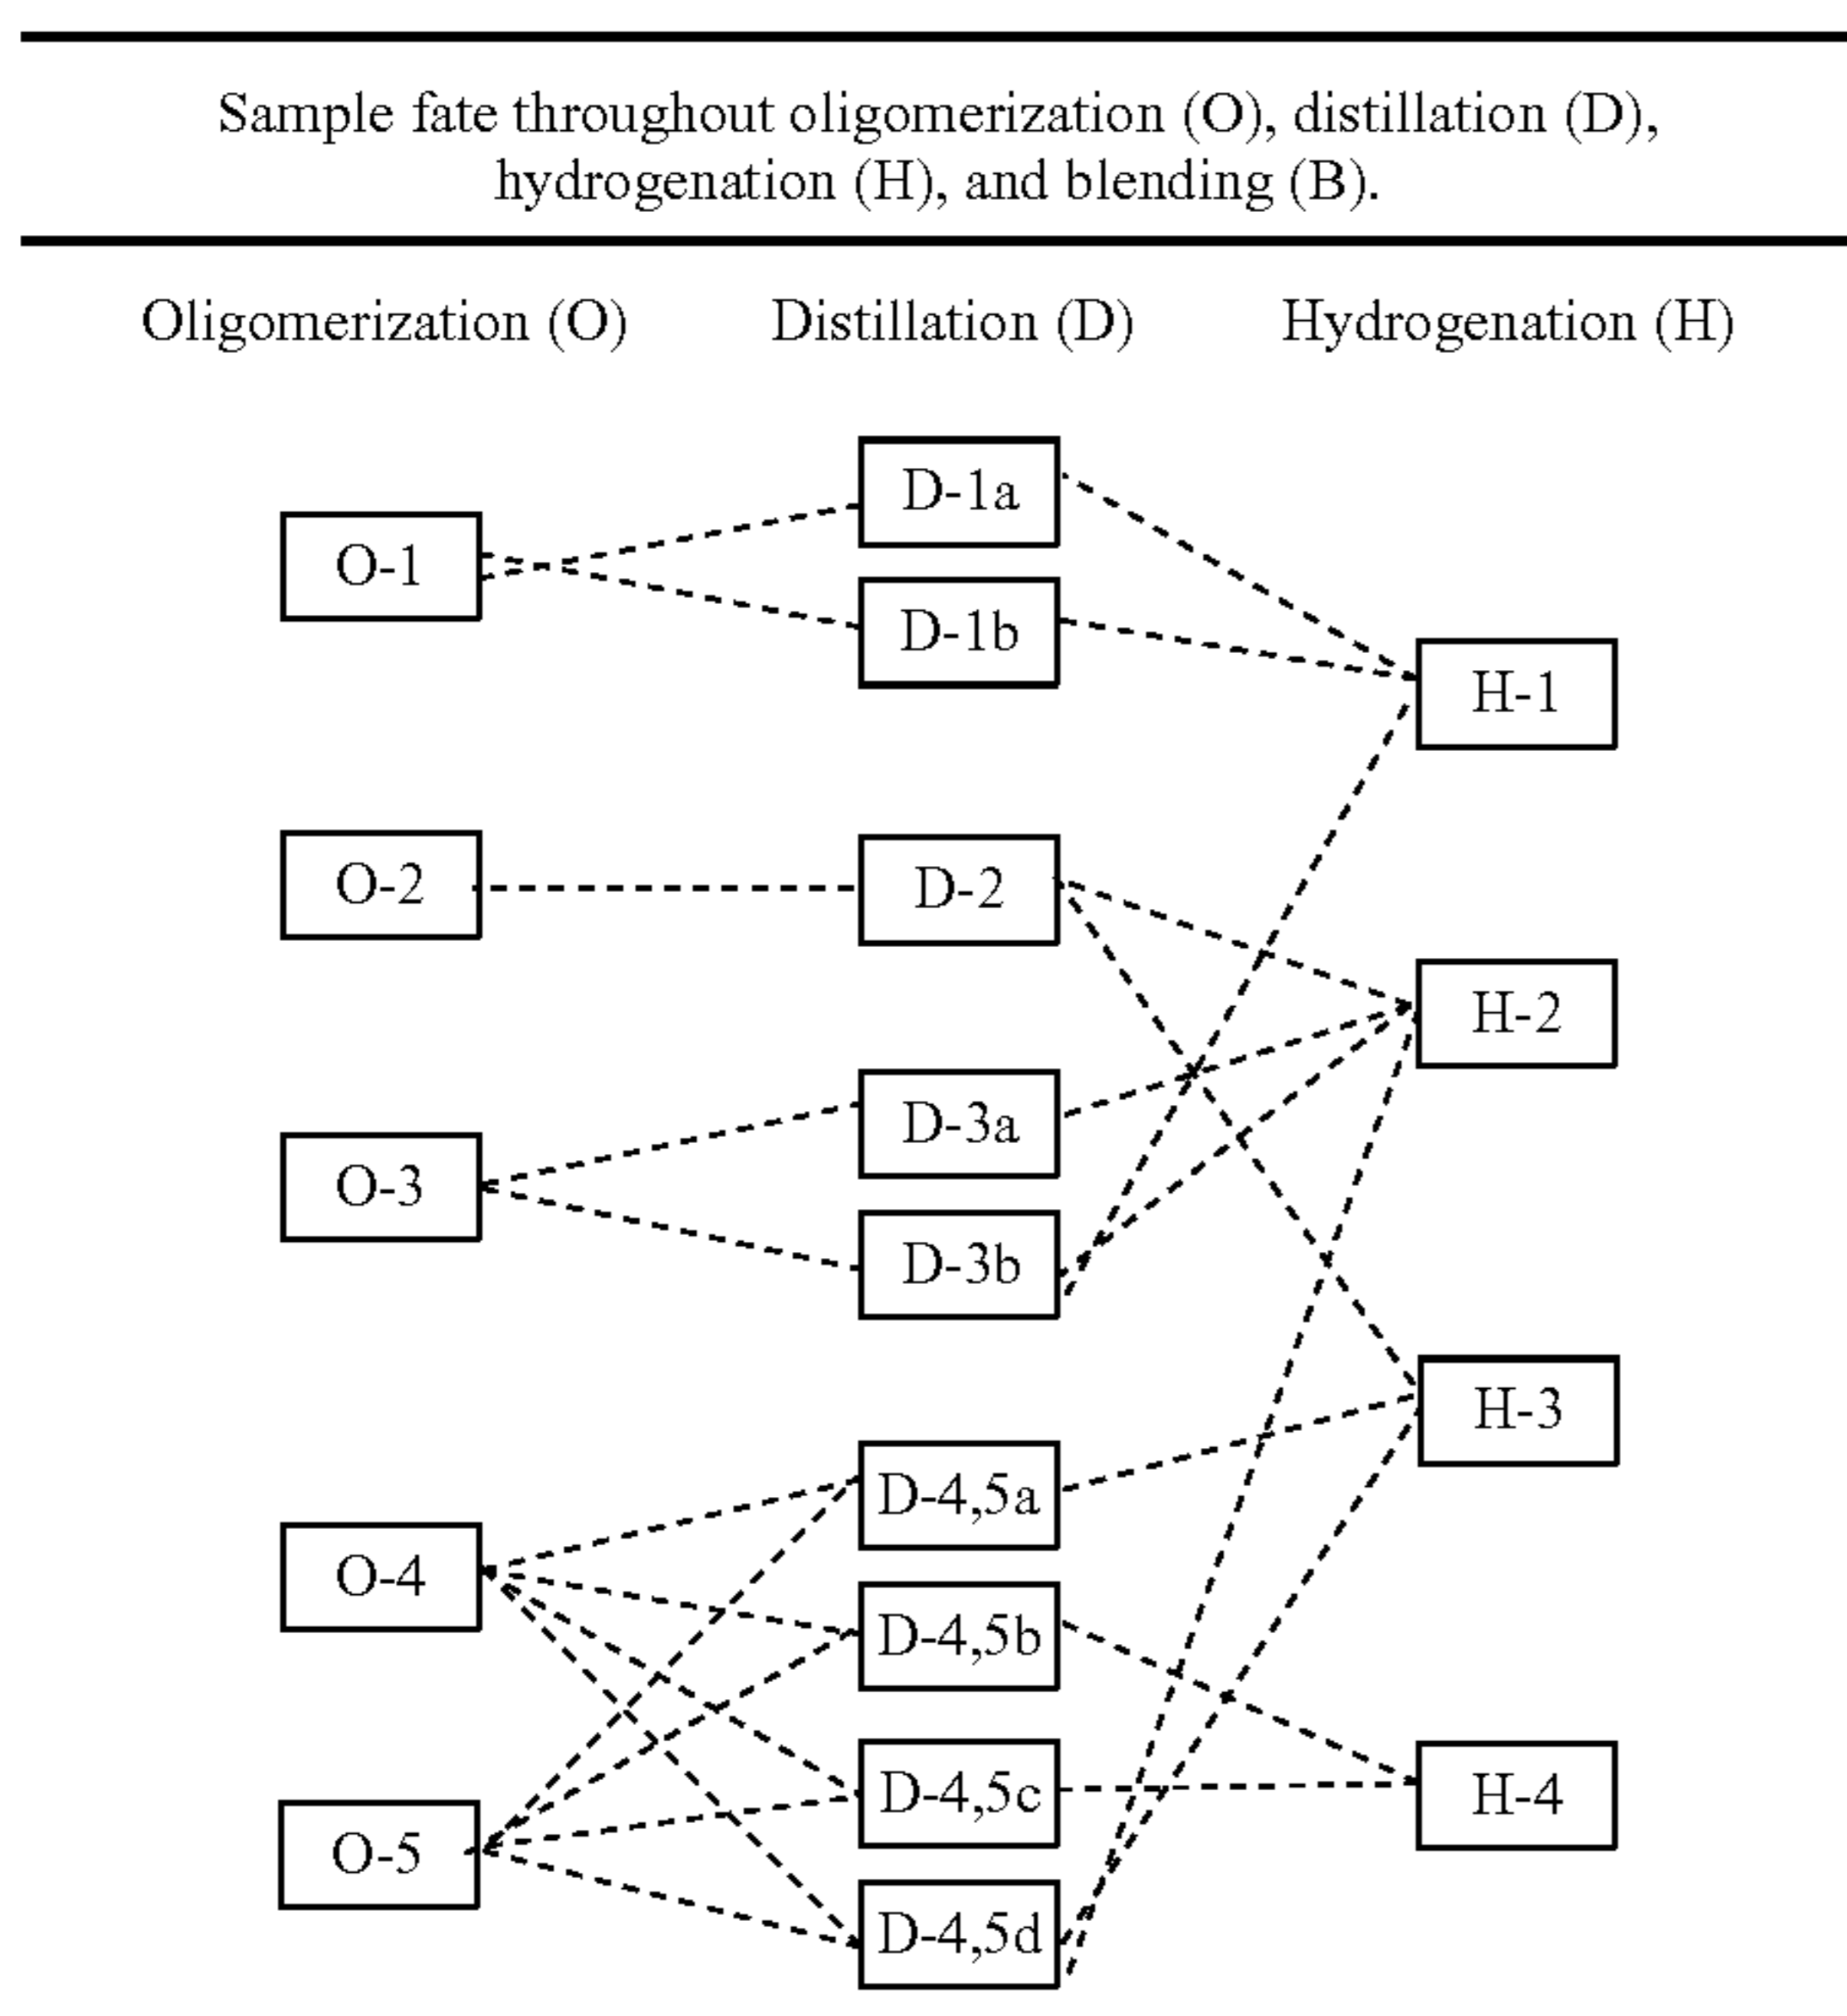 Sample fate throughout oligomerization (O), distillation (D),
hydrogenation (H), and blending (B).
Oligomerization (O) Distillation (D) Hydrogenation (H)
D-1a
O-1
D-1b
H-1
O-2 D-2
H-2
D-3a
O-3
D-3b
H-3
D-4,5a
O-4
D-4,5b
D-4,5c H-4
O-5
D-4,5d